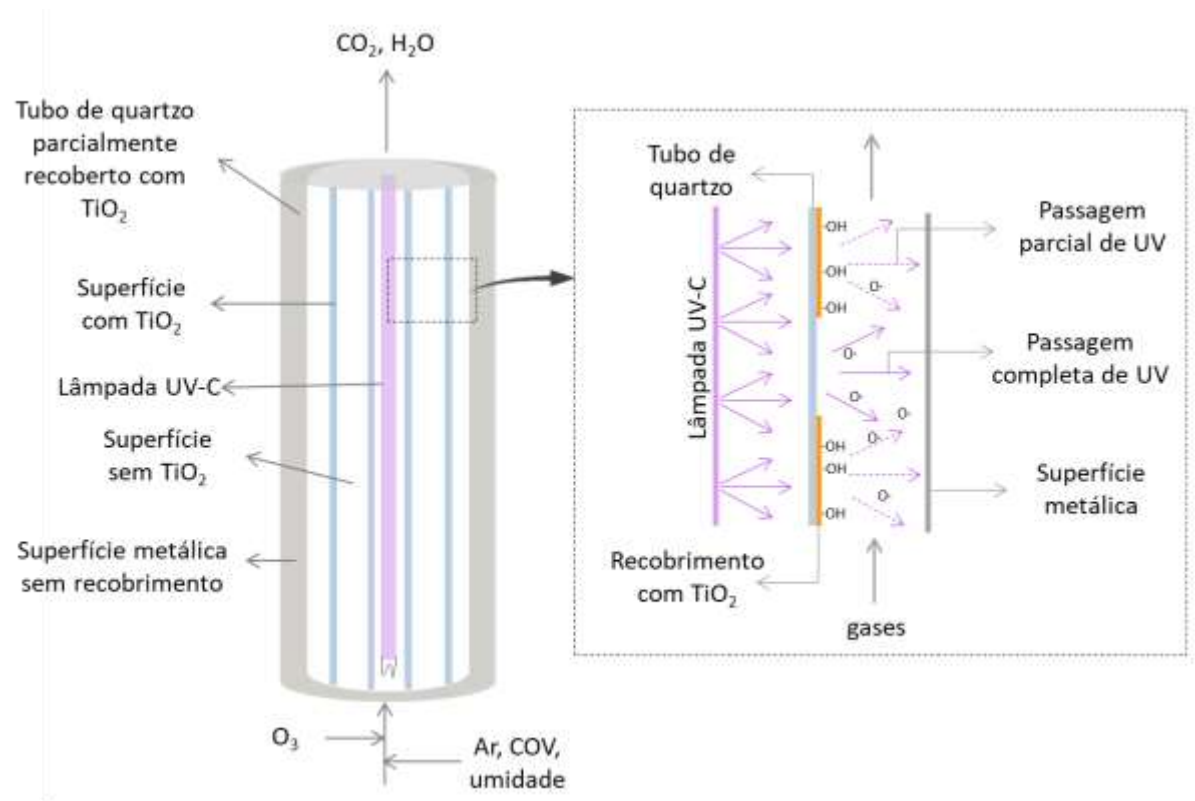 CO₂, H₂O
Tubo de quartzo
parcialmente
recoberto com
TiO₂
Superfície
com TiO₂
Lâmpada UV-C
Superfície
sem TiO₂
Superfície metálica
sem recobrimento
O₃
Ar, COV,
umidade
Tubo de
quartzo
Lâmpada UV-C
-OH
-OH
-OH
-OH
-OH
-OH
O·
O·
O·
O·
O·
O·
Passagem
parcial de UV
Passagem
completa de UV
Superfície
metálica
Recobrimento
com TiO₂
gases